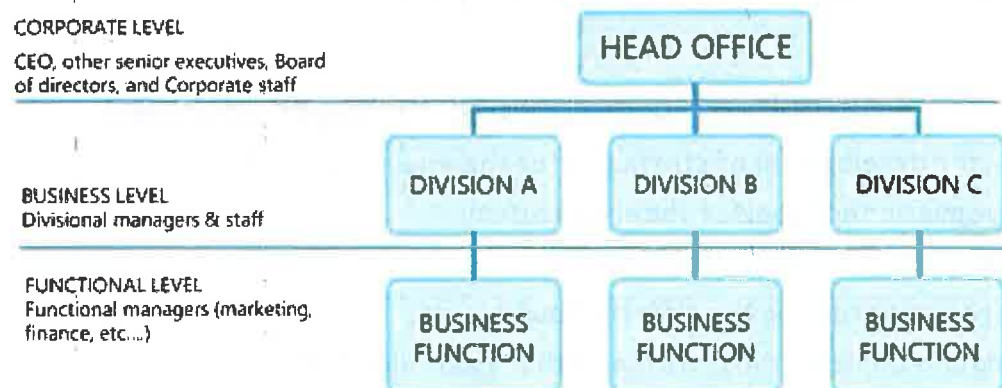 CORPORATE LEVEL
CEO, other senior executives, Board
of directors, and Corporate staff
HEAD OFFICE
BUSINESS LEVEL
Divisional managers & staff
DIVISION A
DIVISION B
DIVISION C
FUNCTIONAL LEVEL
Functional managers (marketing,
finance, etc....)
BUSINESS
FUNCTION
BUSINESS
FUNCTION
BUSINESS
FUNCTION